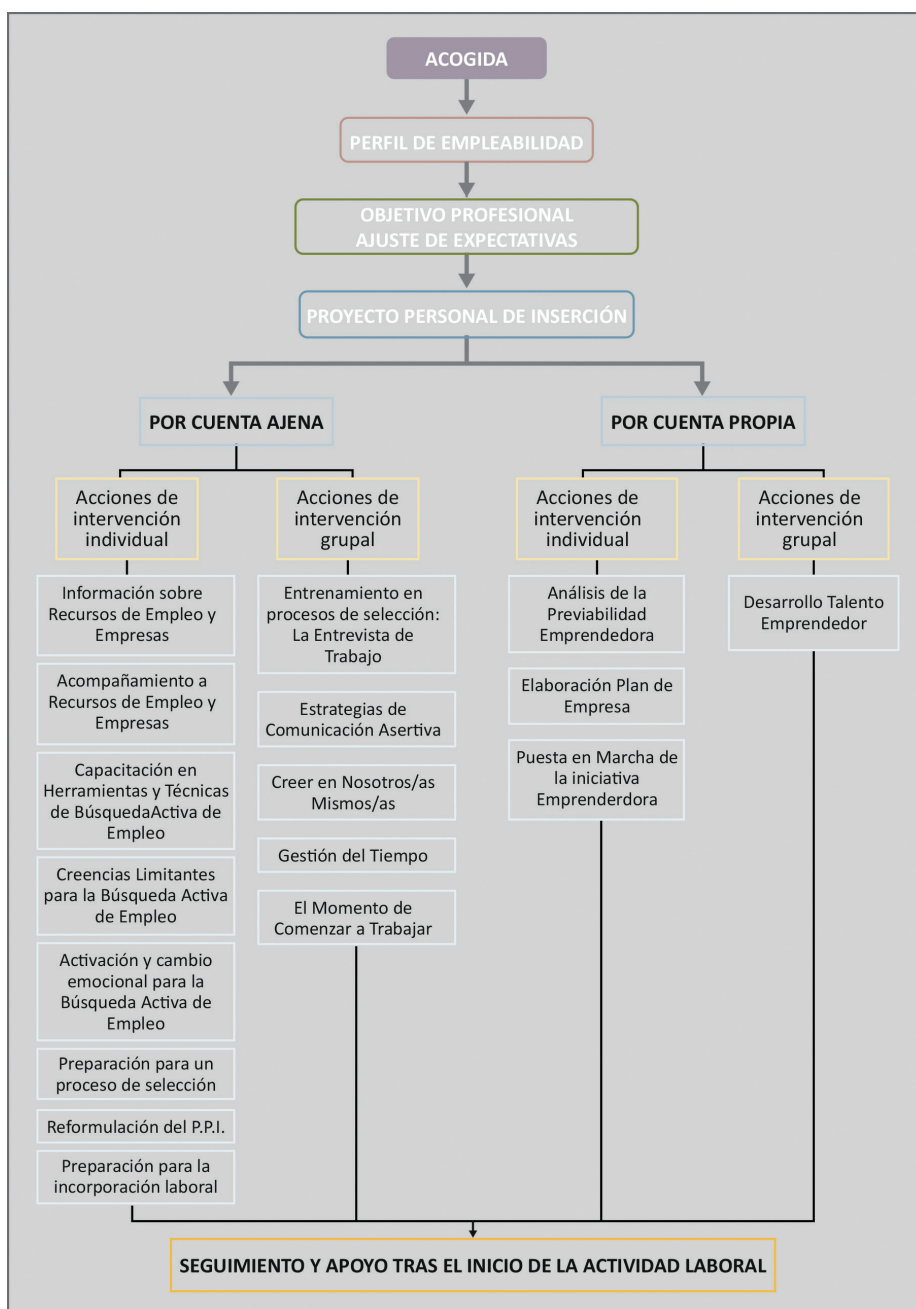 ACOGIDA
PERFIL DE EMPLEABILIDAD
OBJETIVO PROFESIONAL
AJUSTE DE EXPECTATIVAS
PROYECTO PERSONAL DE INSERCIÓN
POR CUENTA AJENA
Acciones de
intervención
individual
Información sobre
Recursos de Empleo y
Empresas
Acompañamiento a
Recursos de Empleo y
Empresas
Capacitación en
Herramientas y Técnicas
de BúsquedaActiva de
Empleo
Creencias Limitantes
para la Búsqueda Activa
de Empleo
Activación y cambio
emocional para la
Búsqueda Activa de
Empleo
Preparación para un
proceso de selección
Reformulación del P.P.I.
Preparación para la
incorporación laboral
Acciones de
intervención
grupal
Entrenamiento en
procesos de selección:
La Entrevista de
Trabajo
Estrategias de
Comunicación Asertiva
Creer en Nosotros/as
Mismos/as
Gestión del Tiempo
El Momento de
Comenzar a Trabajar
POR CUENTA PROPIA
Acciones de
intervención
individual
Análisis de la
Previabilidad
Emprendedora
Elaboración Plan de
Empresa
Puesta en Marcha de
la iniciativa
Emprenderdora
Acciones de
intervención
grupal
Desarrollo Talento
Emprendedor
SEGUIMIENTO Y APOYO TRAS EL INICIO DE LA ACTIVIDAD LABORAL